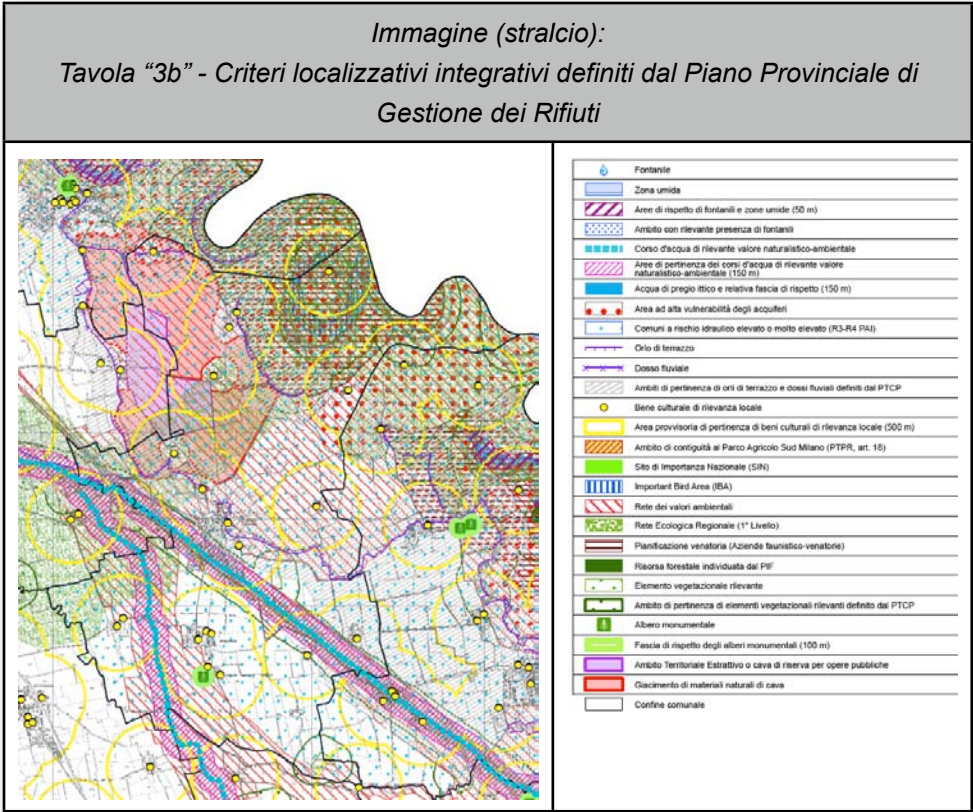 Immagine (stralcio):
Tavola “3b” - Criteri localizzativi integrativi definiti dal Piano Provinciale di
Gestione dei Rifiuti
Fontanile
Zona umida
Aree di rispetto di fontanili e zone umide (50 m)
Ambito con rilevante presenza di fontanili
Corso d'acqua di rilevante valore naturalistico-ambientale
Aree di pertinenza dei corsi d'acqua di rilevante valore
naturalistico-ambientale (150 m)
Acqua di pregio ittico e relativa fascia di rispetto (150 m)
Area ad alta vulnerabilità degli acquiferi
Comuni a rischio idraulico elevato o molto elevato (R3-R4 PAI)
Orlo di terrazzo
Dosso fluviale
Ambiti di pertinenza di orli di terrazzo e dossi fluviali definiti dal PTCP
Bene culturale di rilevanza locale
Area provvisoria di pertinenza di beni culturali di rilevanza locale (500 m)
Ambito di contiguità al Parco Agricolo Sud Milano (PTPR, art. 18)
Sito di Importanza Nazionale (SIN)
Important Bird Area (IBA)
Rete dei valori ambientali
Rete Ecologica Regionale (1° Livello)
Pianificazione venatoria (Aziende faunistico-venatorie)
Risorsa forestale individuata dal PIF
Elemento vegetazionale rilevante
Ambito di pertinenza di elementi vegetazionali rilevanti definito dal PTCP
Albero monumentale
Fascia di rispetto degli alberi monumentali (100 m)
Ambito Territoriale Estrattivo o cava di riserva per opere pubbliche
Giacimento di materiali naturali di cava
Confine comunale